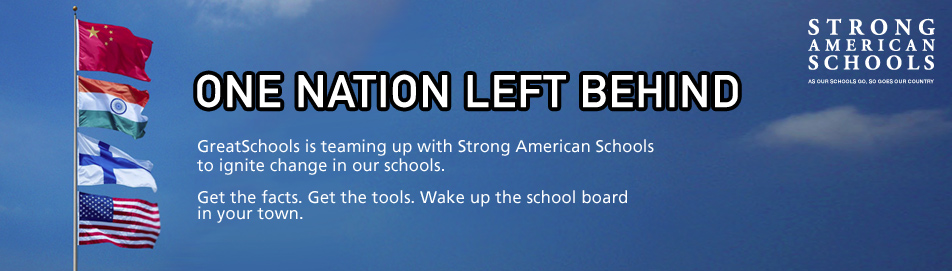 STRONG
AMERICAN
SCHOOLS
AS OUR SCHOOLS GO, SO GOES OUR COUNTRY
ONE NATION LEFT BEHIND
GreatSchools is teaming up with Strong American Schools
to ignite change in our schools.
Get the facts. Get the tools. Wake up the school board
in your town.